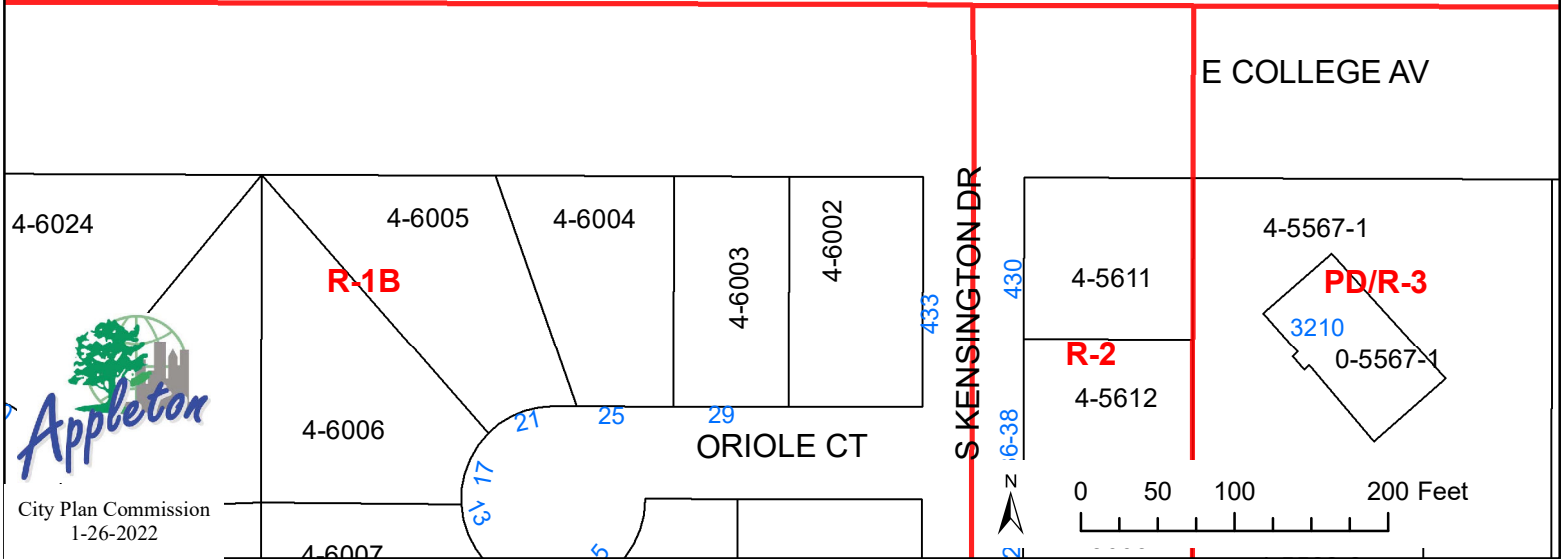 E COLLEGE AV
4-6024
4-6005
4-6004
4-6003
4-6002
S KENSINGTON DR
433
430
4-5611
4-5567-1
R-1B
PD/R-3
3210
0-5567-1
R-2
4-5612
4-6006
21
25
29
ORIOLE CT
17
Appleton
City Plan Commission
1-26-2022
N
0 50 100 200 Feet
4-6007